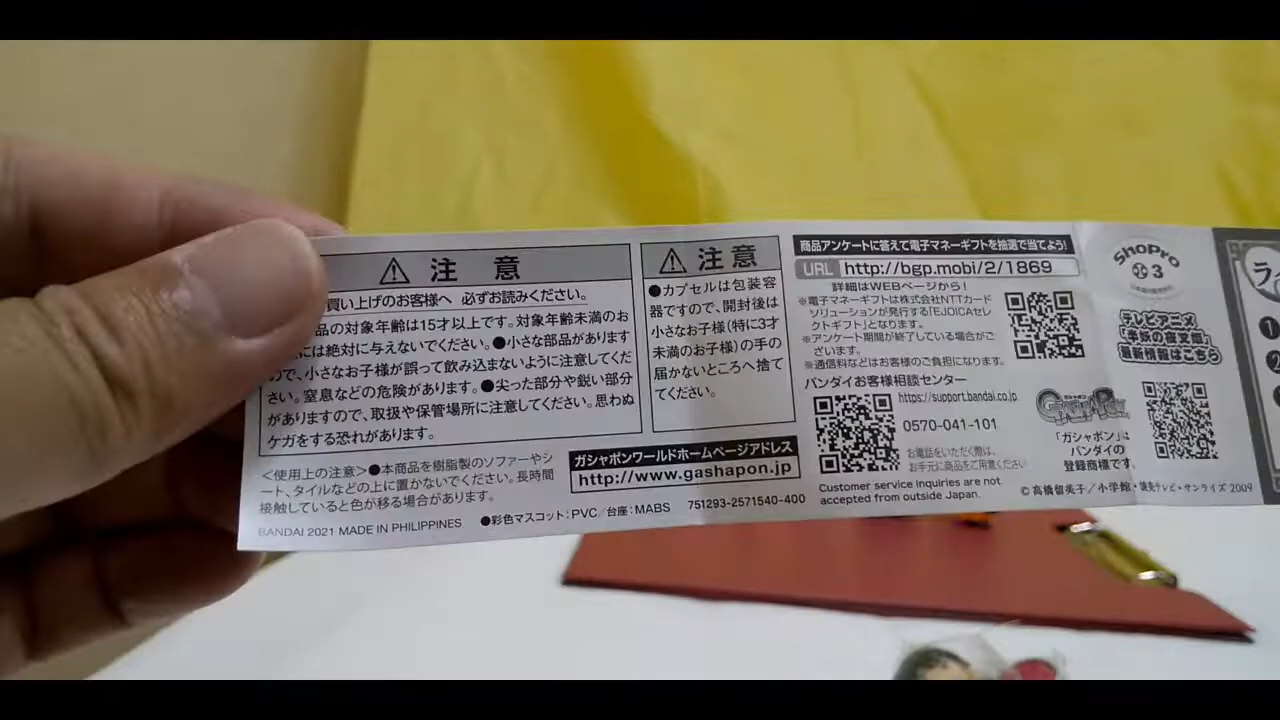 注意
買い上げのお客様へ 必ずお読みください。
品の対象年齢は15才以上です。対象年齢未満のお
には絶対に与えないでください。●小さな部品があります
ので、小さなお子様が誤って飲み込まないように注意してくだ
さい。窒息などの危険があります。●尖った部分や鋭い部分
がありますので、取扱や保管場所に注意してください。思わぬ
ケガをする恐れがあります。
<使用上の注意>●本商品を樹脂製のソファーやシ
ート、タイルなどの上に置かないでください。長時間
接触していると色が移る場合があります。
BANDAI 2021 MADE IN PHILIPPINES
●彩色マスコット:PVC/台座:MABS
751293-2571540-400
注意
●カプセルは包装容
器ですので、開封後は
小さなお子様(特に3才
未満のお子様)の手の
届かないところへ捨て
てください。
ガシャポンワールドホームページアドレス
http://www.gashapon.jp
商品アンケートに答えて電子マネーギフトを抽選で当てよう!
URL http://bgp.mobi/2/1869
詳細はWEBページから!
※電子マネーギフトは株式会社NTTカード
ソリューションが発行する「EJOICAセレ
クトギフト」となります。
※アンケート期間が終了している場合がご
ざいます。
※通信料などはお客様のご負担になります。
バンダイお客様相談センター
https://support.bandai.co.jp
0570-041-101
お電話をいただく際は、
お手元に商品をご用意ください
Customer service inquiries are not
accepted from outside Japan.
ShoPro
3
テレビアニメ
「半妖の夜叉姫」
最新情報はこちら
「ガシャポン」は
バンダイの
登録商標です。
©高橋留美子/小学館・読売テレビ・サンライズ 2009
ラ
❶
❷